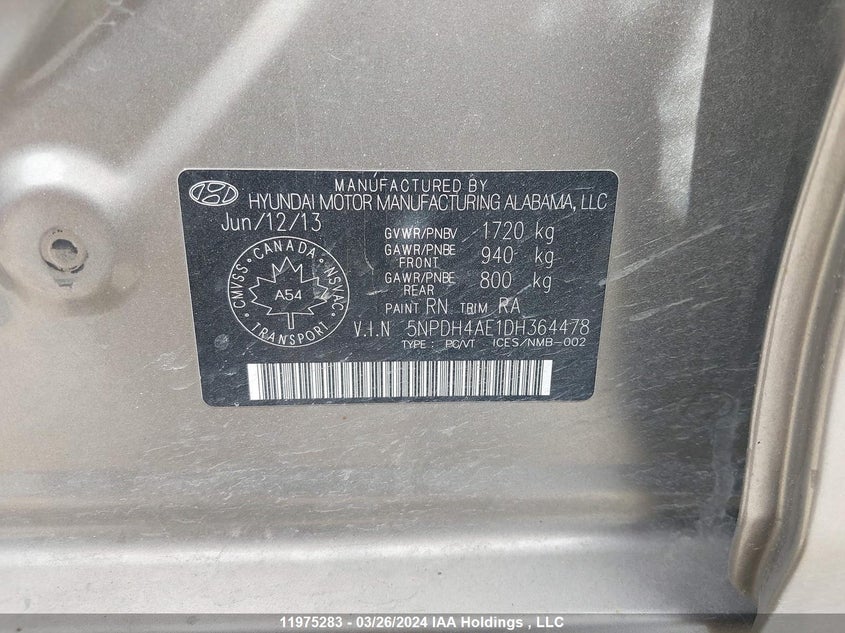 MANUFACTURED BY
HYUNDAI MOTOR MANUFACTURING ALABAMA, LLC
Jun/12/13
GVWR/PNBV 1720 kg
GAWR/PNBE FRONT 940 kg
GAWR/PNBE REAR 800 kg
CMVSS · CANADA · NSVAC
A54
TRANSPORT
PAINT RN TRIM RA
V.I.N 5NPDH4AE1DH364478
TYPE : PC/VT ICES/NMB-002
11975283 - 03/26/2024 IAA Holdings , LLC